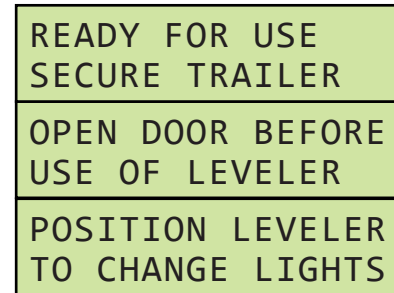 READY FOR USE
SECURE TRAILER
OPEN DOOR BEFORE
USE OF LEVELER
POSITION LEVELER
TO CHANGE LIGHTS